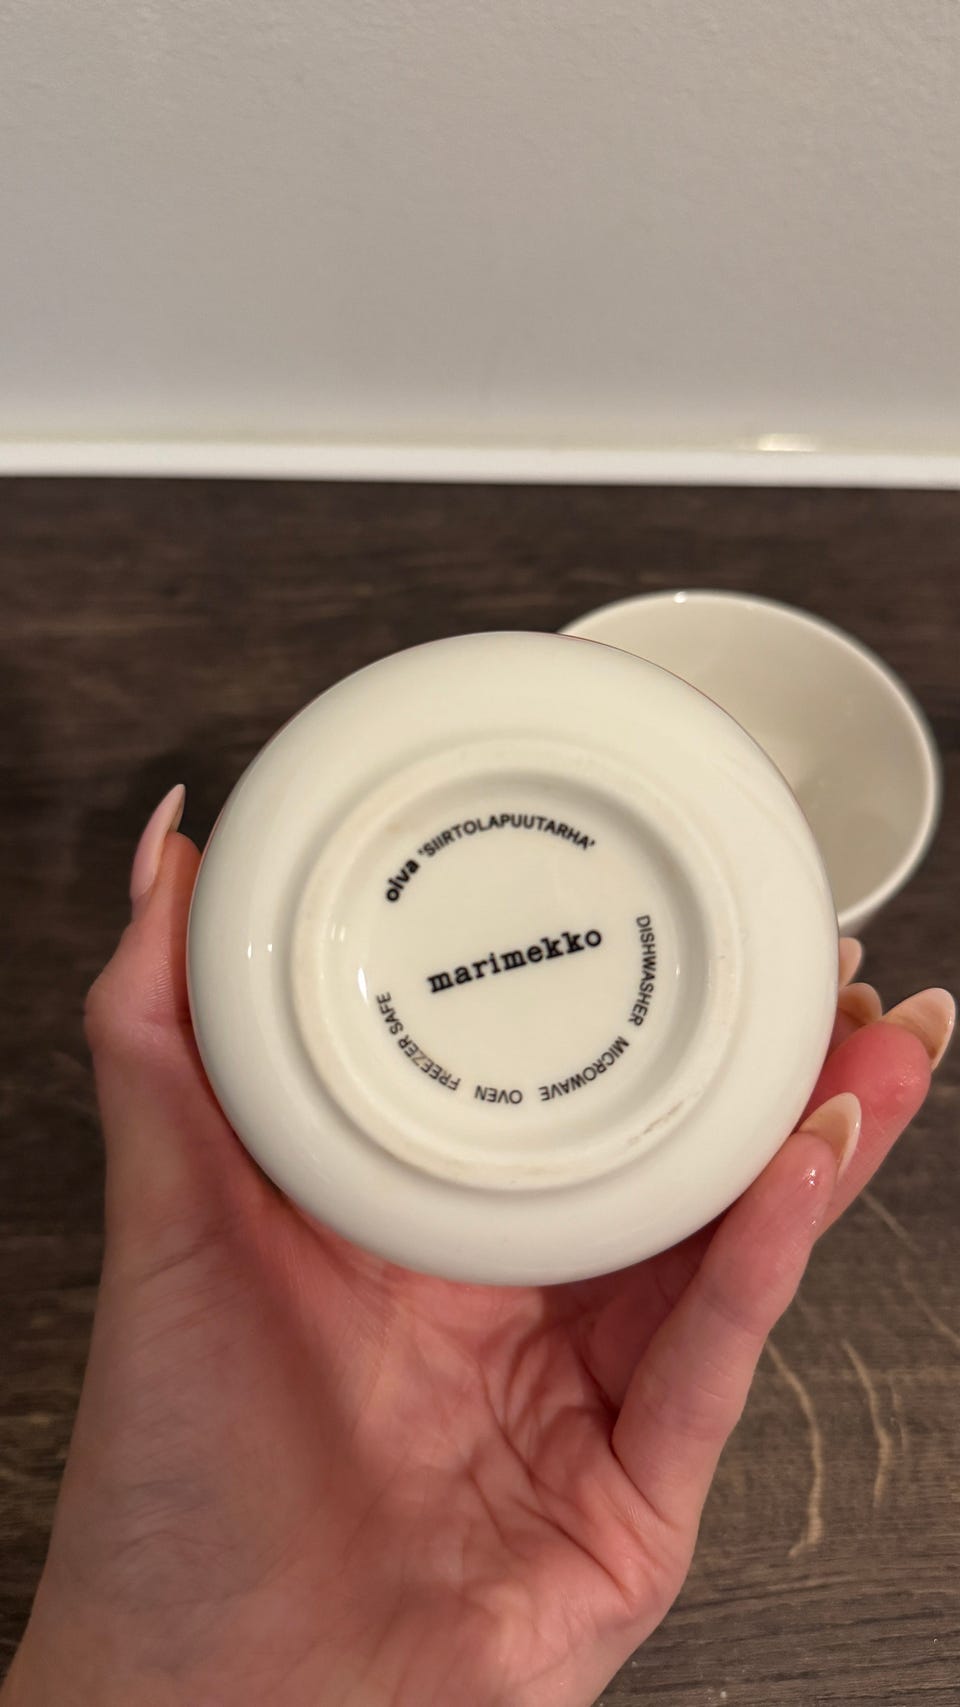 oiva 'SIIRTOLAPUUTARHA'
marimekko
DISHWASHER MICROWAVE OVEN FREEZER SAFE